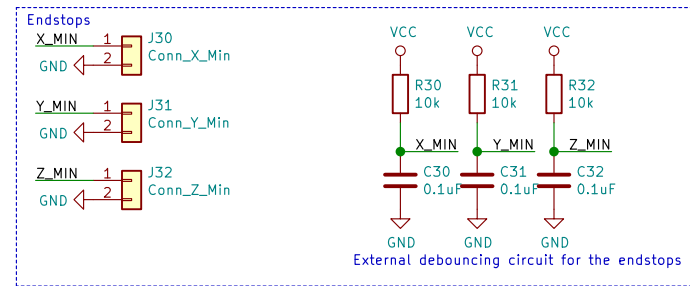 Endstops
X_MIN 1 J30
GND 2 Conn_X_Min
Y_MIN 1 J31
GND 2 Conn_Y_Min
Z_MIN 1 J32
GND 2 Conn_Z_Min
VCC VCC VCC
R30 R31 R32
10k 10k 10k
X_MIN Y_MIN Z_MIN
C30 C31 C32
0.1uF 0.1uF 0.1uF
GND GND GND
External debouncing circuit for the endstops